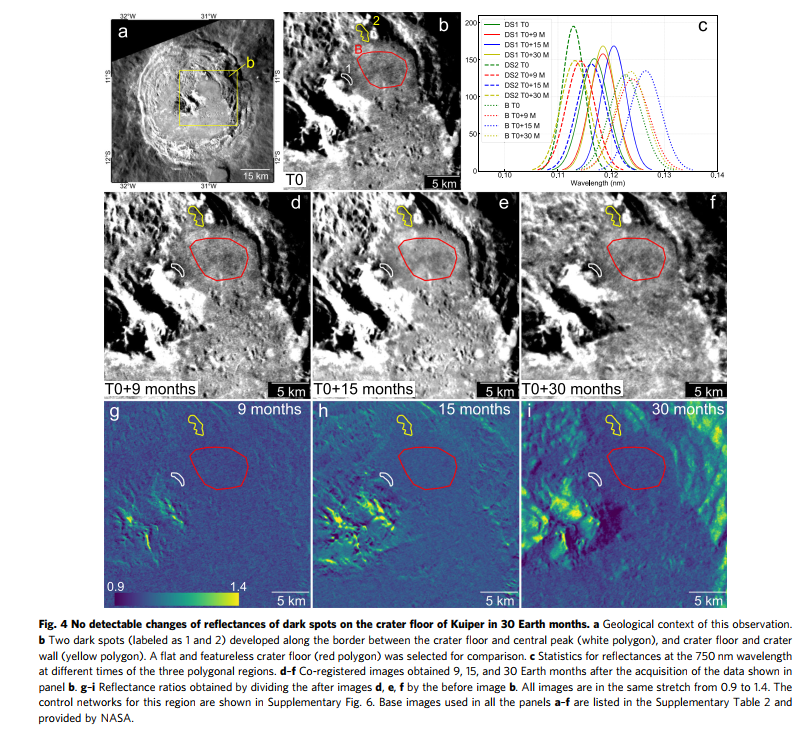 32°W 31°W
a
b
11°S
12°S
15 km
32°W 31°W
b
2
B
1
T0
5 km
11°S
12°S
c
200
150
100
50
0
DS1 T0
DS1 T0+9 M
DS1 T0+15 M
DS1 T0+30 M
DS2 T0
DS2 T0+9 M
DS2 T0+15 M
DS2 T0+30 M
B T0
B T0+9 M
B T0+15 M
B T0+30 M
0.10 0.11 0.12 0.13 0.14
Wavelength (nm)
d
T0+9 months
5 km
e
T0+15 months
5 km
f
T0+30 months
5 km
g 9 months
0.9 1.4
5 km
h 15 months
5 km
i 30 months
5 km
Fig. 4 No detectable changes of reflectances of dark spots on the crater floor of Kuiper in 30 Earth months. a Geological context of this observation.
b Two dark spots (labeled as 1 and 2) developed along the border between the crater floor and central peak (white polygon), and crater floor and crater
wall (yellow polygon). A flat and featureless crater floor (red polygon) was selected for comparison. c Statistics for reflectances at the 750 nm wavelength
at different times of the three polygonal regions. d–f Co-registered images obtained 9, 15, and 30 Earth months after the acquisition of the data shown in
panel b. g–i Reflectance ratios obtained by dividing the after images d, e, f by the before image b. All images are in the same stretch from 0.9 to 1.4. The
control networks for this region are shown in Supplementary Fig. 6. Base images used in all the panels a–f are listed in the Supplementary Table 2 and
provided by NASA.